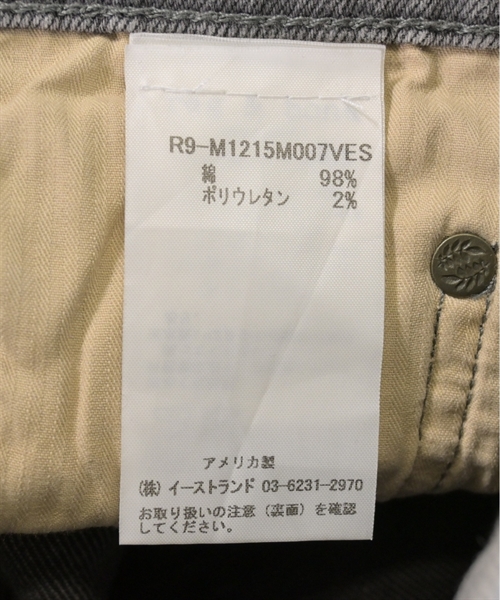 R9-M1215M007VES
綿 98%
ポリウレタン 2%
アメリカ製
㈱ イーストランド 03-6231-2970
お取り扱いの注意（裏面）を確認
してください。